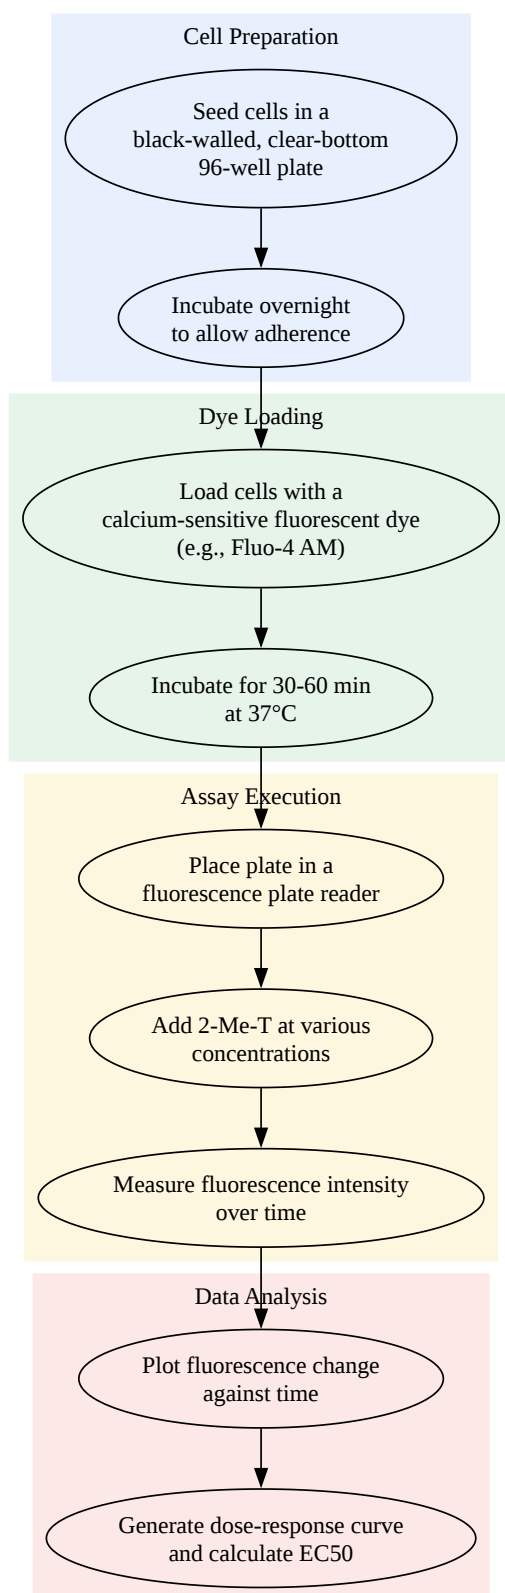 Cell Preparation
Seed cells in a
black-walled, clear-bottom
96-well plate
Incubate overnight
to allow adherence
Dye Loading
Load cells with a
calcium-sensitive fluorescent dye
(e.g., Fluo-4 AM)
Incubate for 30-60 min
at 37°C
Assay Execution
Place plate in a
fluorescence plate reader
Add 2-Me-T at various
concentrations
Measure fluorescence intensity
over time
Data Analysis
Plot fluorescence change
against time
Generate dose-response curve
and calculate EC50